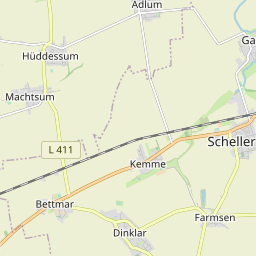 Adlum
Ga
Hüddessum
Machtsum
L 411
Scheller
Kemme
Bettmar
Farmsen
Dinklar